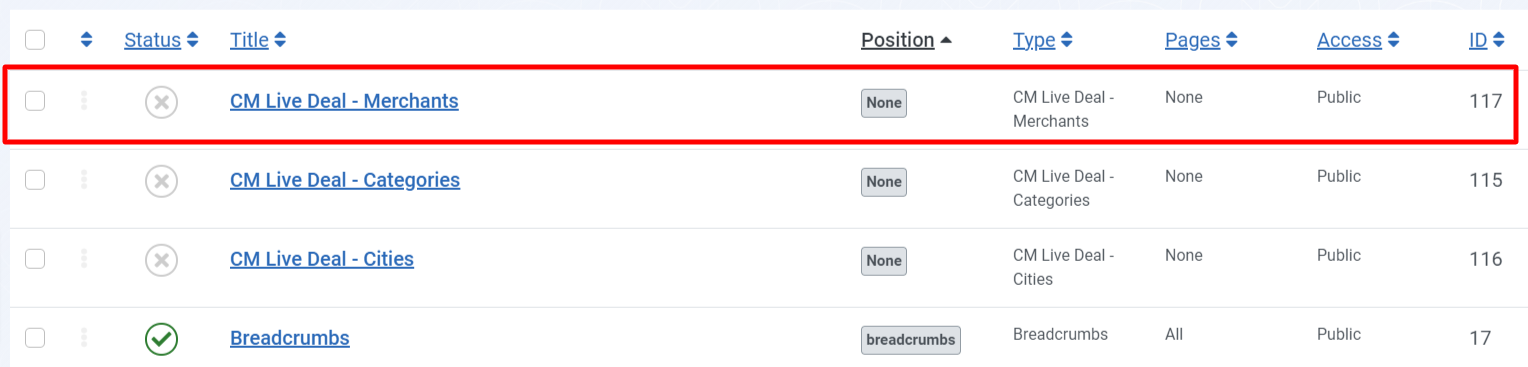 Status Title Position Type Pages Access ID
CM Live Deal - Merchants None CM Live Deal - None Public 117
Merchants
CM Live Deal - Categories None CM Live Deal - None Public 115
Categories
CM Live Deal - Cities None CM Live Deal - None Public 116
Cities
Breadcrumbs breadcrumbs Breadcrumbs All Public 17